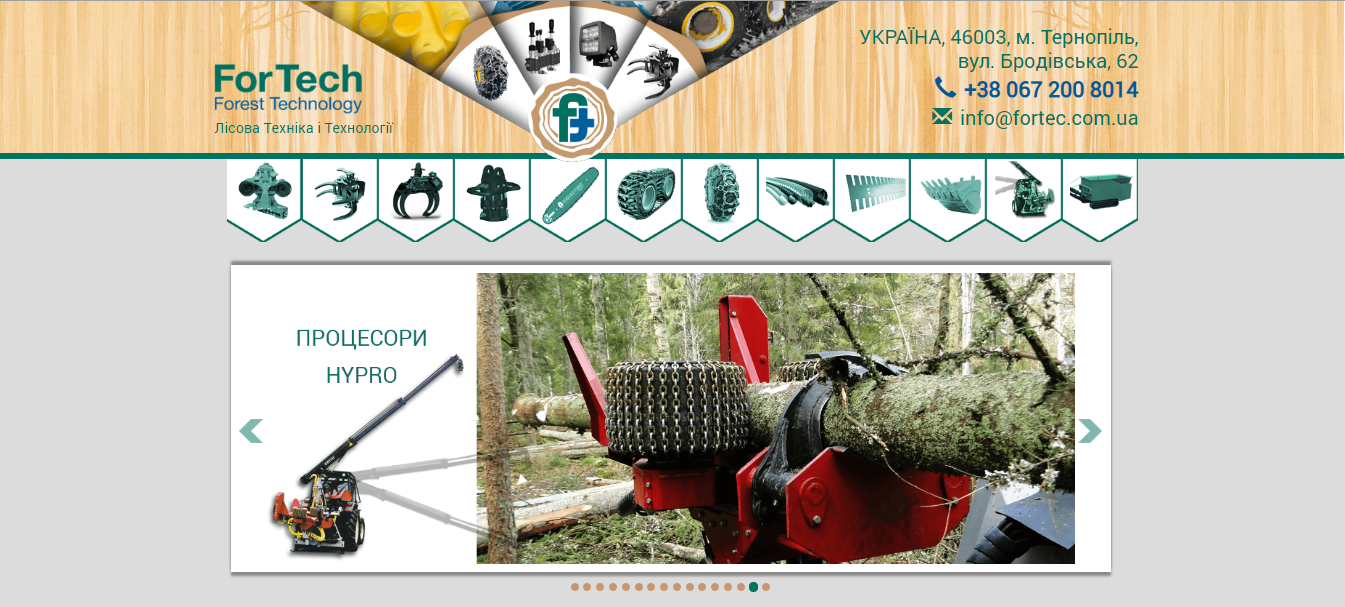 ForTech
Forest Technology
Лісова Техніка і Технології
УКРАЇНА, 46003, м. Тернопіль,
вул. Бродівська, 62
+38 067 200 8014
info@fortec.com.ua
ПРОЦЕСОРИ
HYPRO